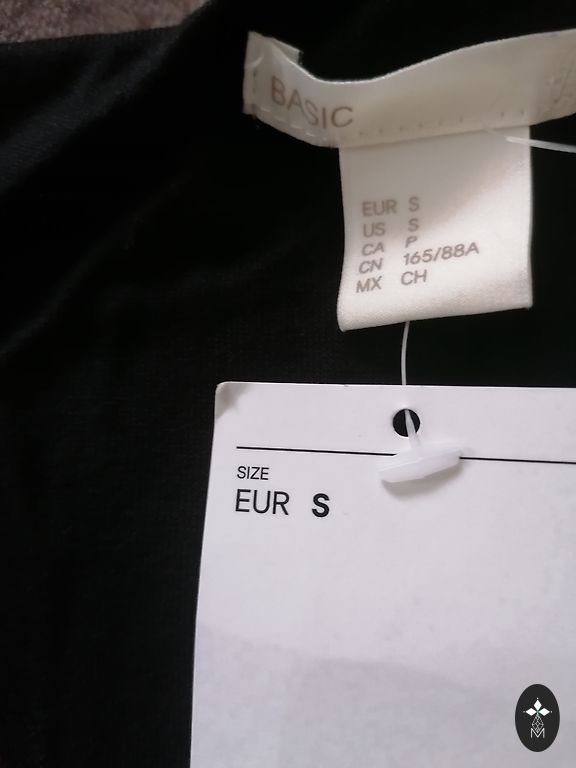 BASIC
EUR S
US S
CA P
CN 165/88A
MX CH
SIZE
EUR S
M